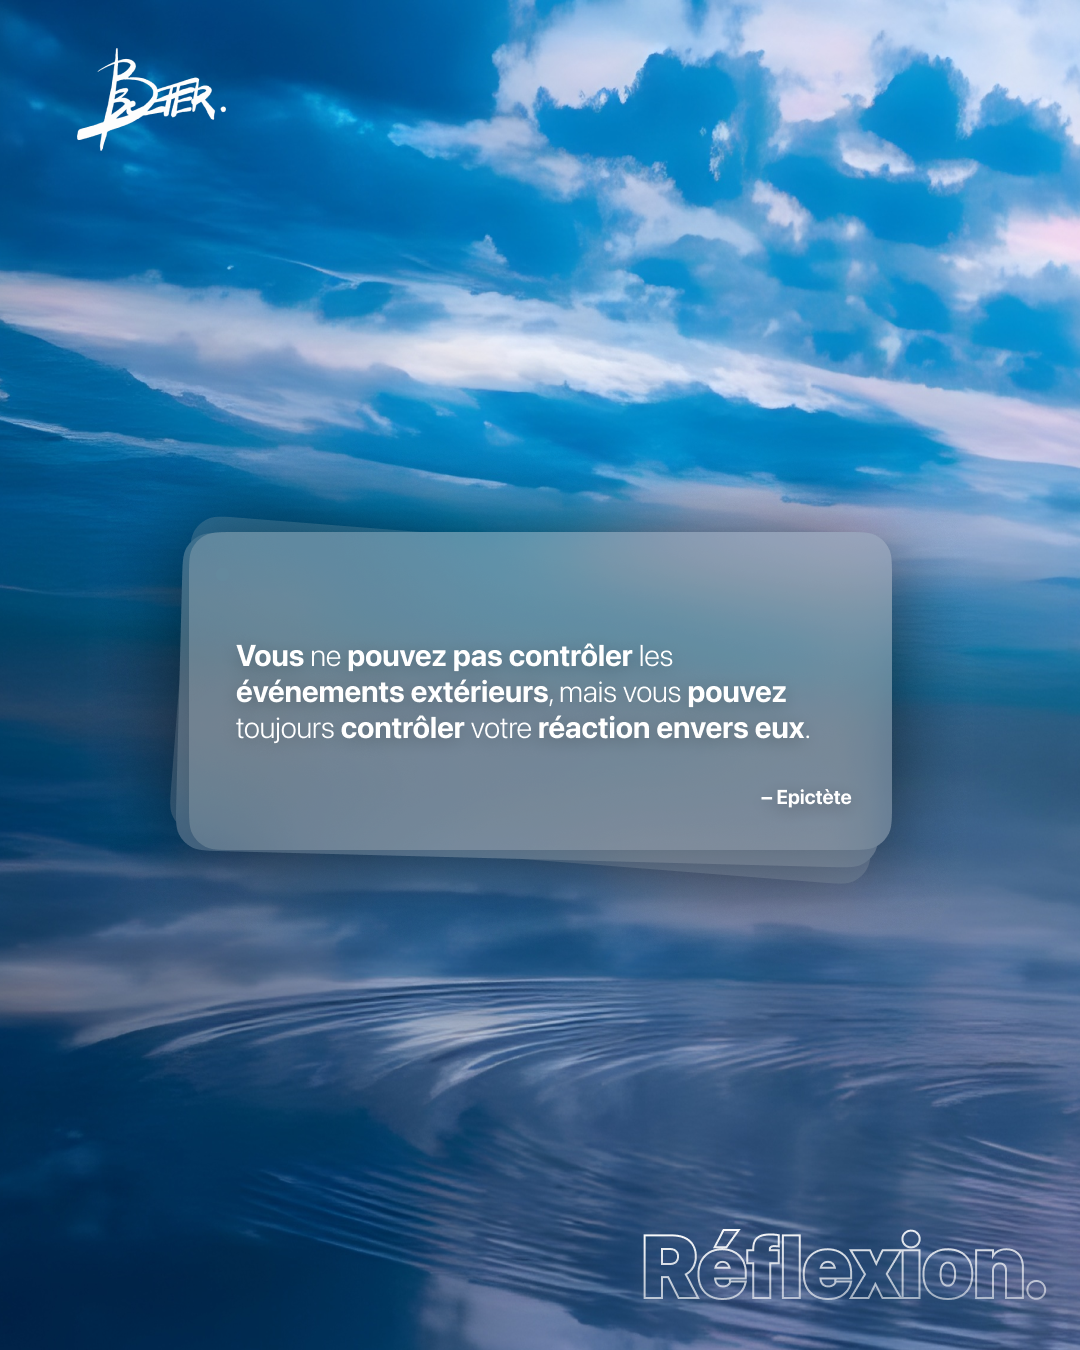 Vous ne pouvez pas contrôler les
événements extérieurs, mais vous pouvez
toujours contrôler votre réaction envers eux.
– Epictète
Réflexion.